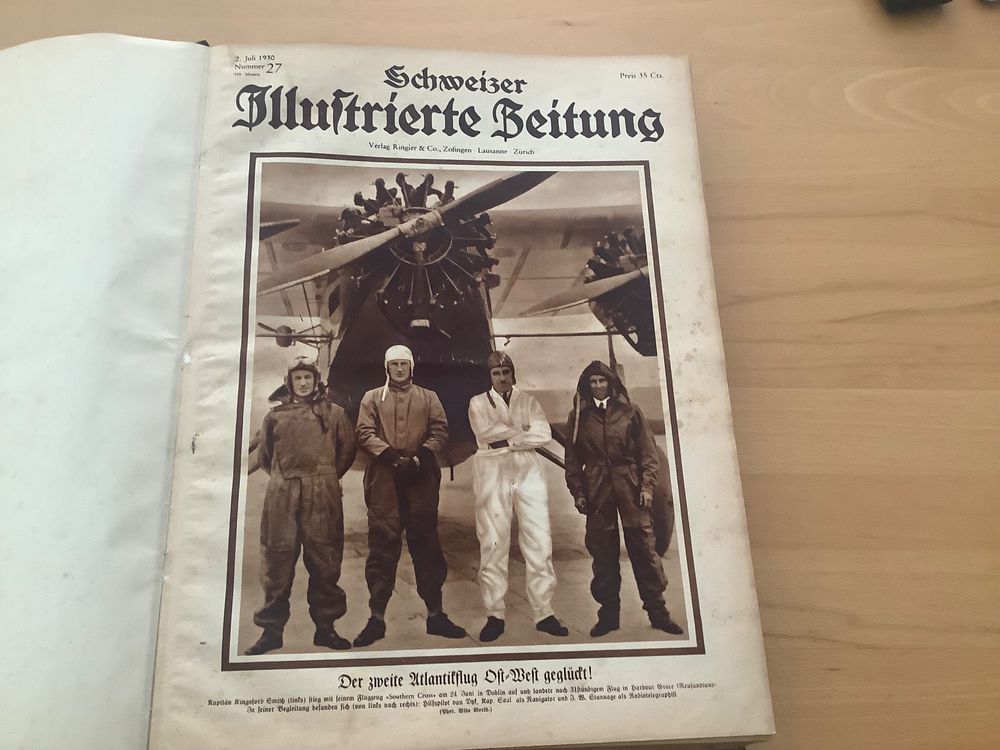 2. Juli 1930
Nummer 27
XIX. Jahrgang
Preis 35 Cts.
Schweizer
Illustrierte Zeitung
Verlag Ringier & Co., Zofingen - Lausanne - Zürich
Der zweite Atlantikflug Ost-West geglückt!
Kapitän Kingsford Smith (links) stieg mit seinem Flugzeug «Southern Cross» am 24. Juni in Dublin auf und landete nach 31stündigem Flug in Harbour Grace (Neufundland).
In seiner Begleitung befanden sich (von links nach rechts): Hilfspilot van Dyk, Kap. Saul als Navigator und J. W. Stannage als Radiotelegraphist.
(Phot. Wide World.)